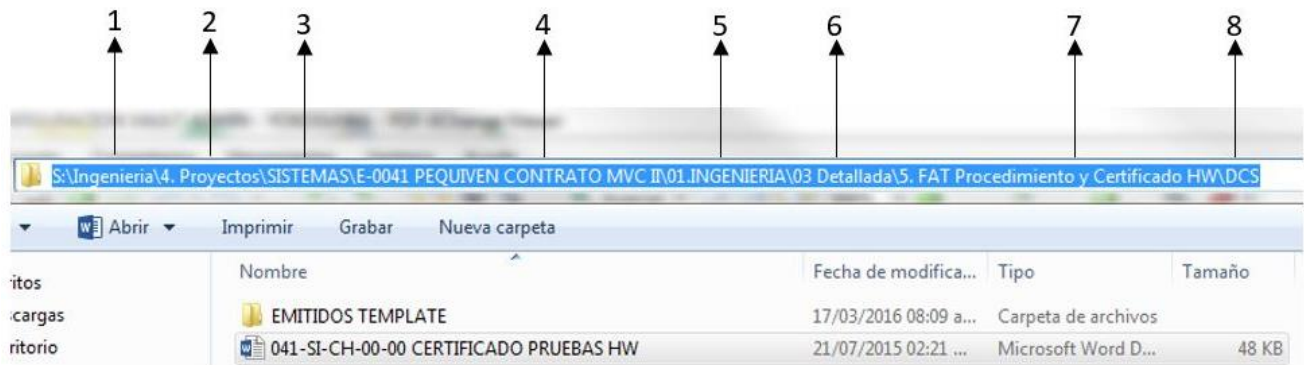 1 2 3 4 5 6 7 8
S:\Ingenieria\4. Proyectos\SISTEMAS\E-0041 PEQUIVEN CONTRATO MVC II\01.INGENIERIA\03 Detallada\5. FAT Procedimiento y Certificado HW\DCS
Abrir Imprimir Grabar Nueva carpeta
Nombre Fecha de modifica... Tipo Tamaño
ritos
EMITIDOS TEMPLATE 17/03/2016 08:09 a... Carpeta de archivos
cargas
041-SI-CH-00-00 CERTIFICADO PRUEBAS HW 21/07/2015 02:21 ... Microsoft Word D... 48 KB
ritorio